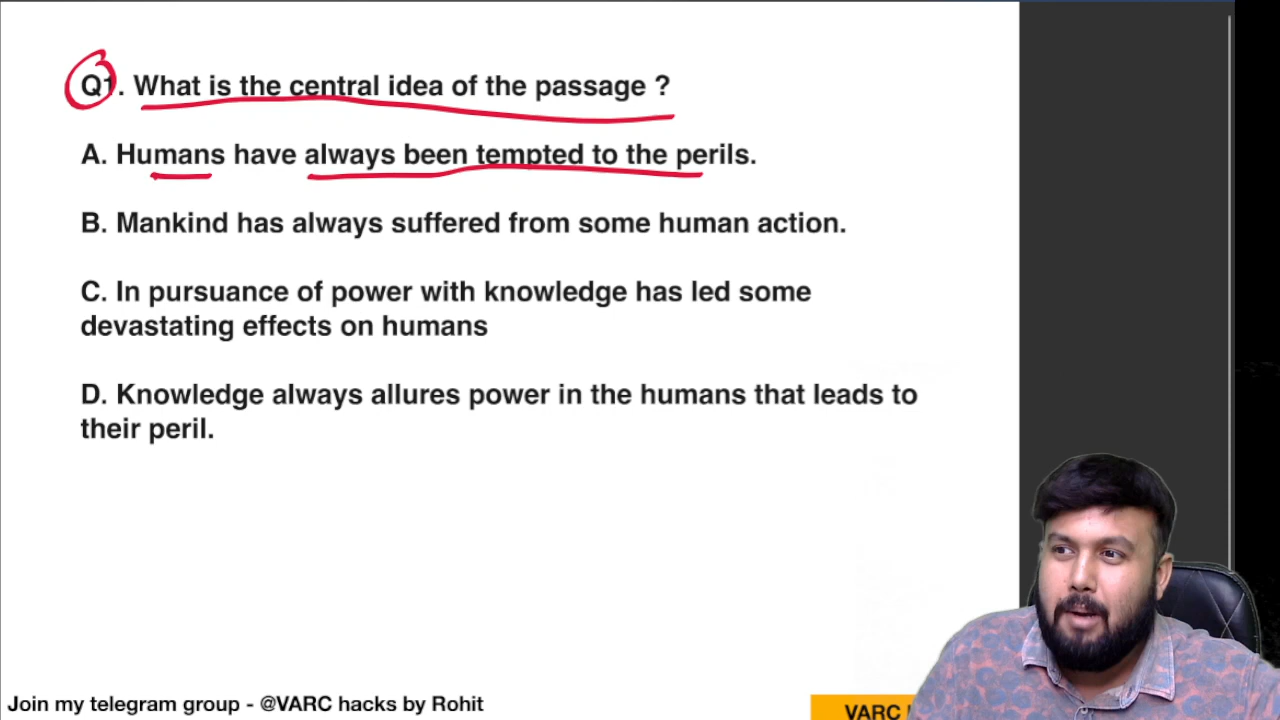 Q1. What is the central idea of the passage ?
A. Humans have always been tempted to the perils.
B. Mankind has always suffered from some human action.
C. In pursuance of power with knowledge has led some
devastating effects on humans
D. Knowledge always allures power in the humans that leads to
their peril.
Join my telegram group - @VARC hacks by Rohit
VARC